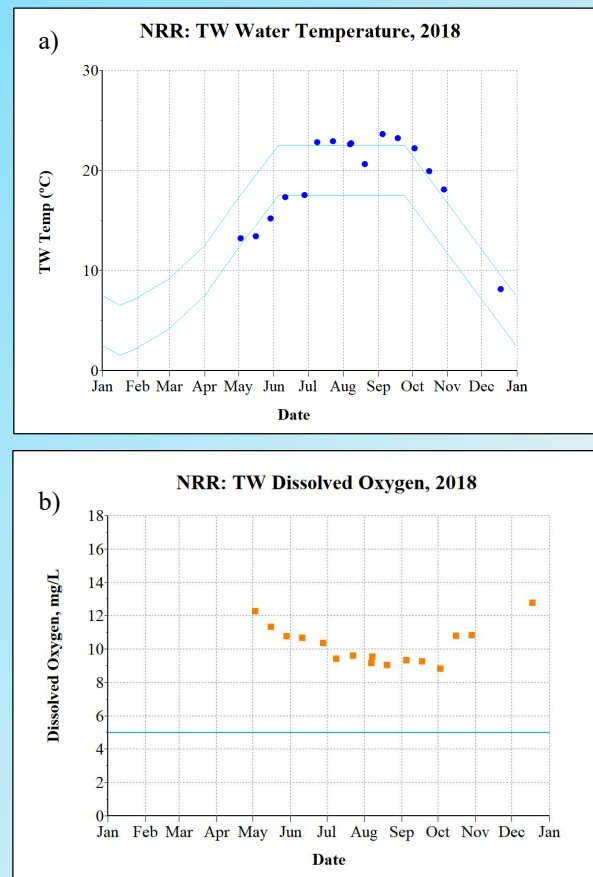 a)
NRR: TW Water Temperature, 2018
30
20
10
0
TW Temp (ºC)
Jan Feb Mar Apr May Jun Jul Aug Sep Oct Nov Dec Jan
Date
b)
NRR: TW Dissolved Oxygen, 2018
18
16
14
12
10
8
6
4
2
0
Dissolved Oxygen, mg/L
Jan Feb Mar Apr May Jun Jul Aug Sep Oct Nov Dec Jan
Date